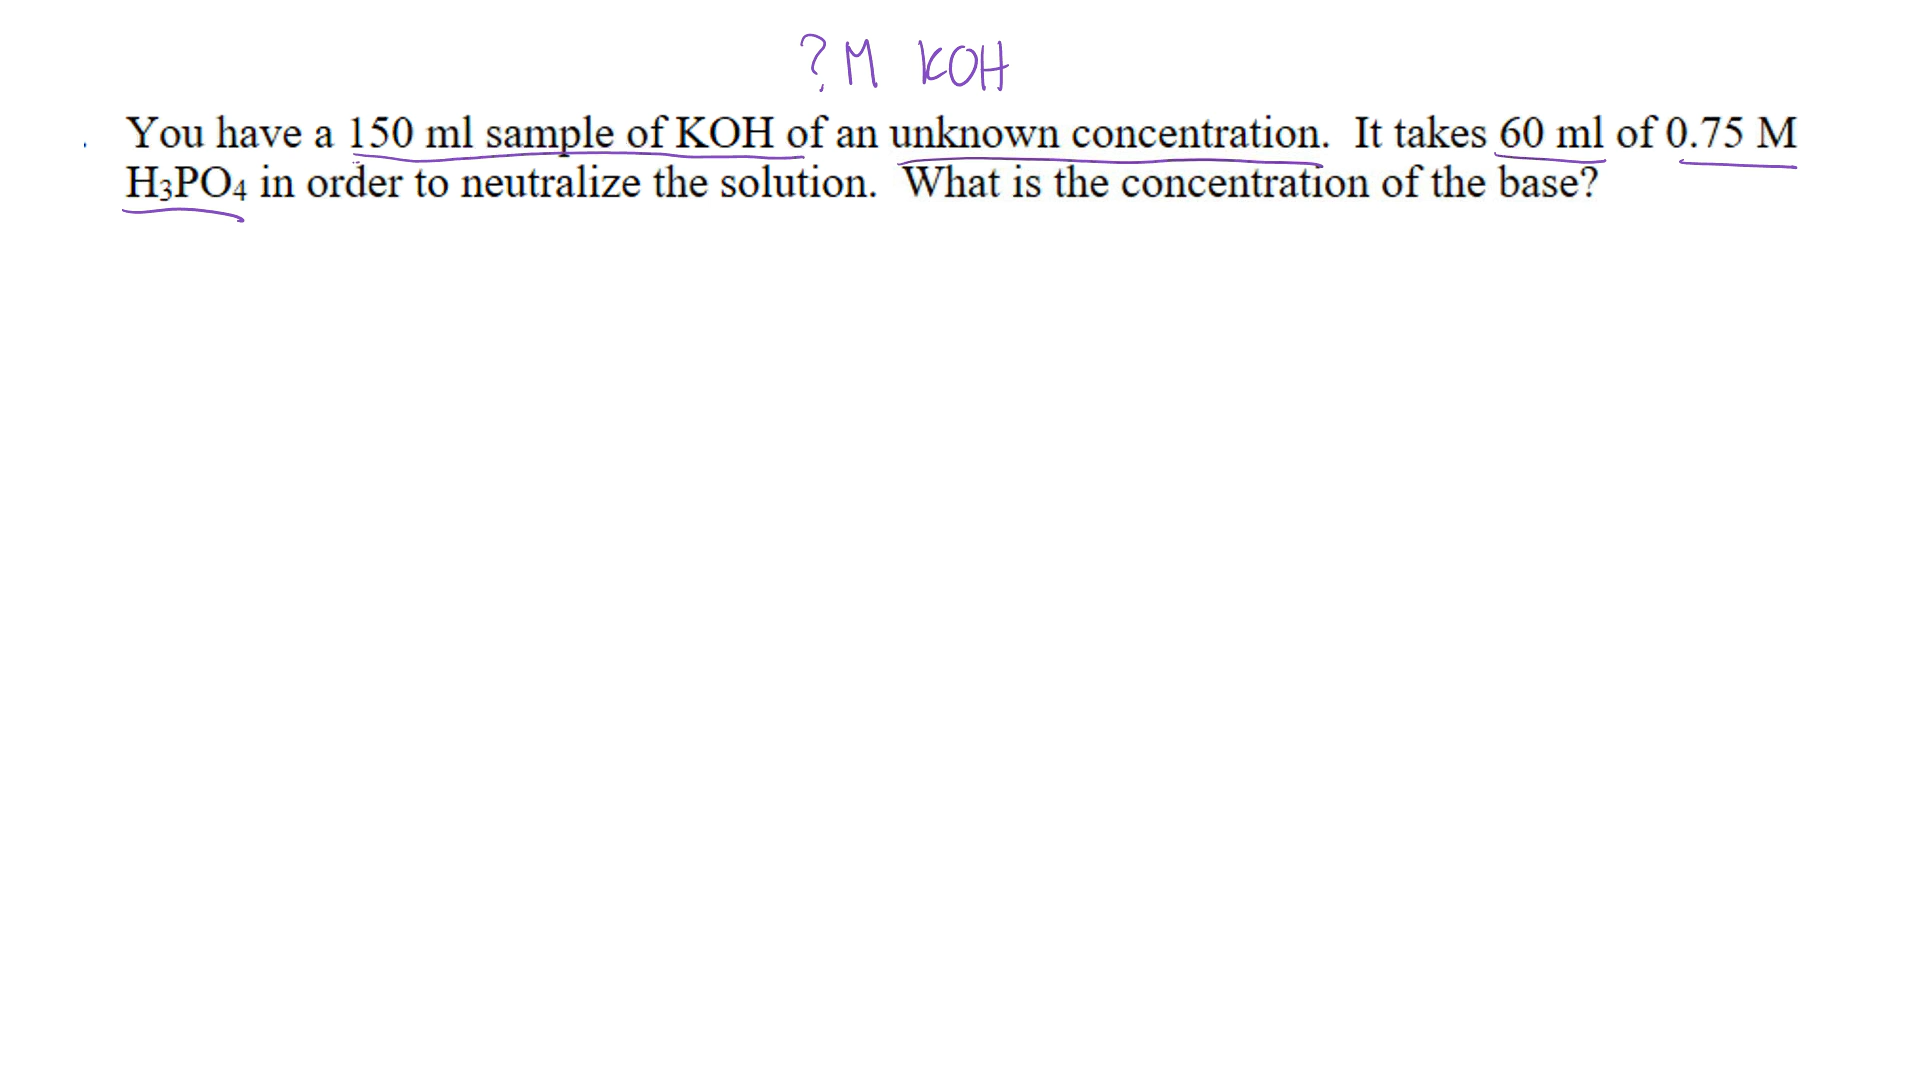 ? M KOH
You have a 150 ml sample of KOH of an unknown concentration. It takes 60 ml of 0.75 M
H₃PO₄ in order to neutralize the solution. What is the concentration of the base?